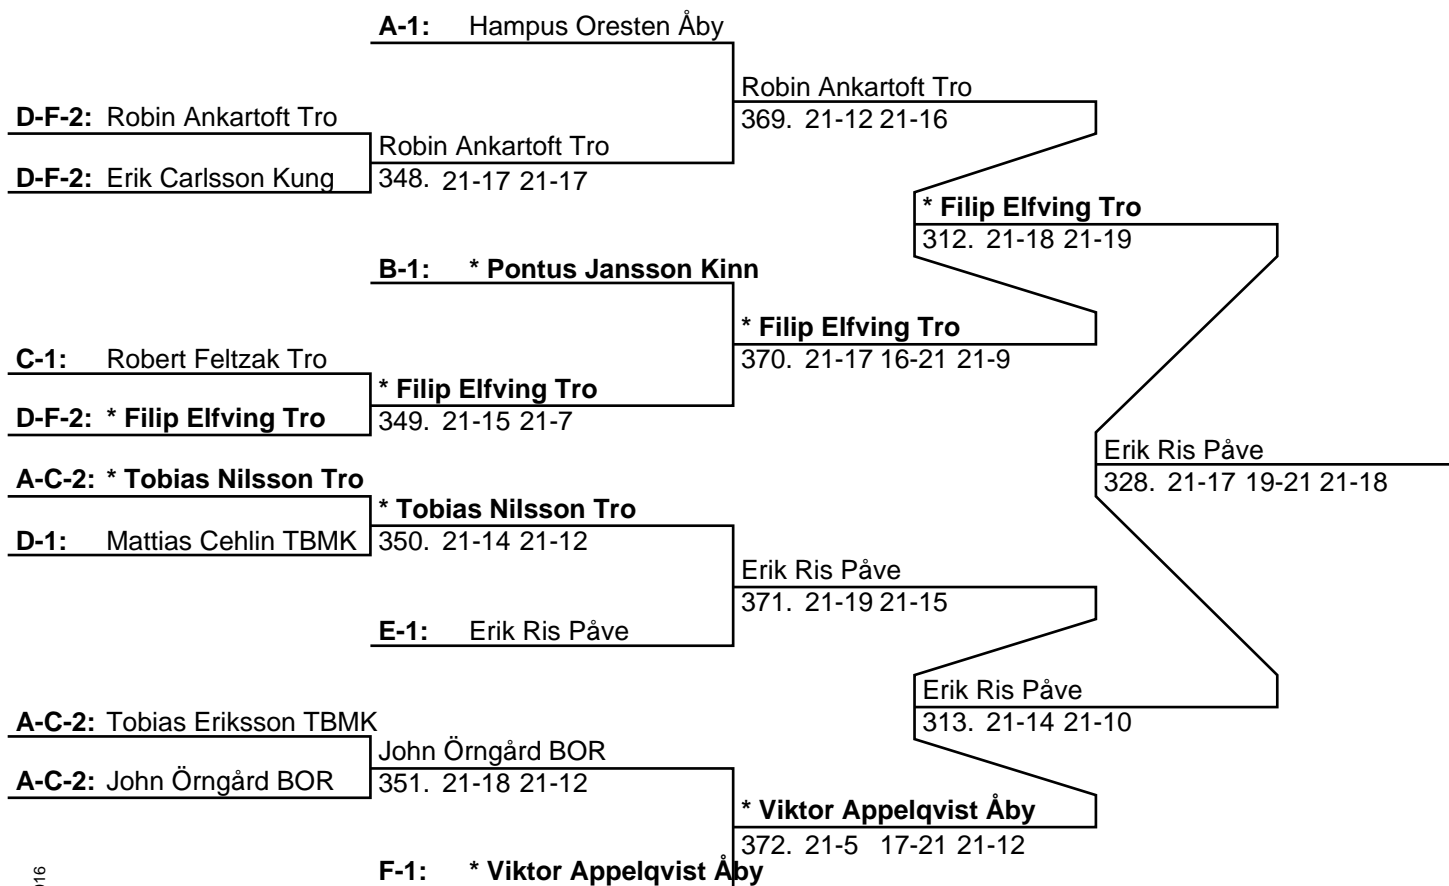 A-1: Hampus Oresten Åby
Robin Ankartoft Tro
D-F-2: Robin Ankartoft Tro
369. 21-12 21-16
Robin Ankartoft Tro
D-F-2: Erik Carlsson Kung
348. 21-17 21-17
* Filip Elfving Tro
312. 21-18 21-19
B-1: * Pontus Jansson Kinn
* Filip Elfving Tro
C-1: Robert Feltzak Tro
370. 21-17 16-21 21-9
* Filip Elfving Tro
D-F-2: * Filip Elfving Tro
349. 21-15 21-7
Erik Ris Påve
A-C-2: * Tobias Nilsson Tro
328. 21-17 19-21 21-18
* Tobias Nilsson Tro
D-1: Mattias Cehlin TBMK
350. 21-14 21-12
Erik Ris Påve
371. 21-19 21-15
E-1: Erik Ris Påve
Erik Ris Påve
A-C-2: Tobias Eriksson TBMK
313. 21-14 21-10
John Örngård BOR
A-C-2: John Örngård BOR
351. 21-18 21-12
* Viktor Appelqvist Åby
372. 21-5 17-21 21-12
F-1: * Viktor Appelqvist Åby